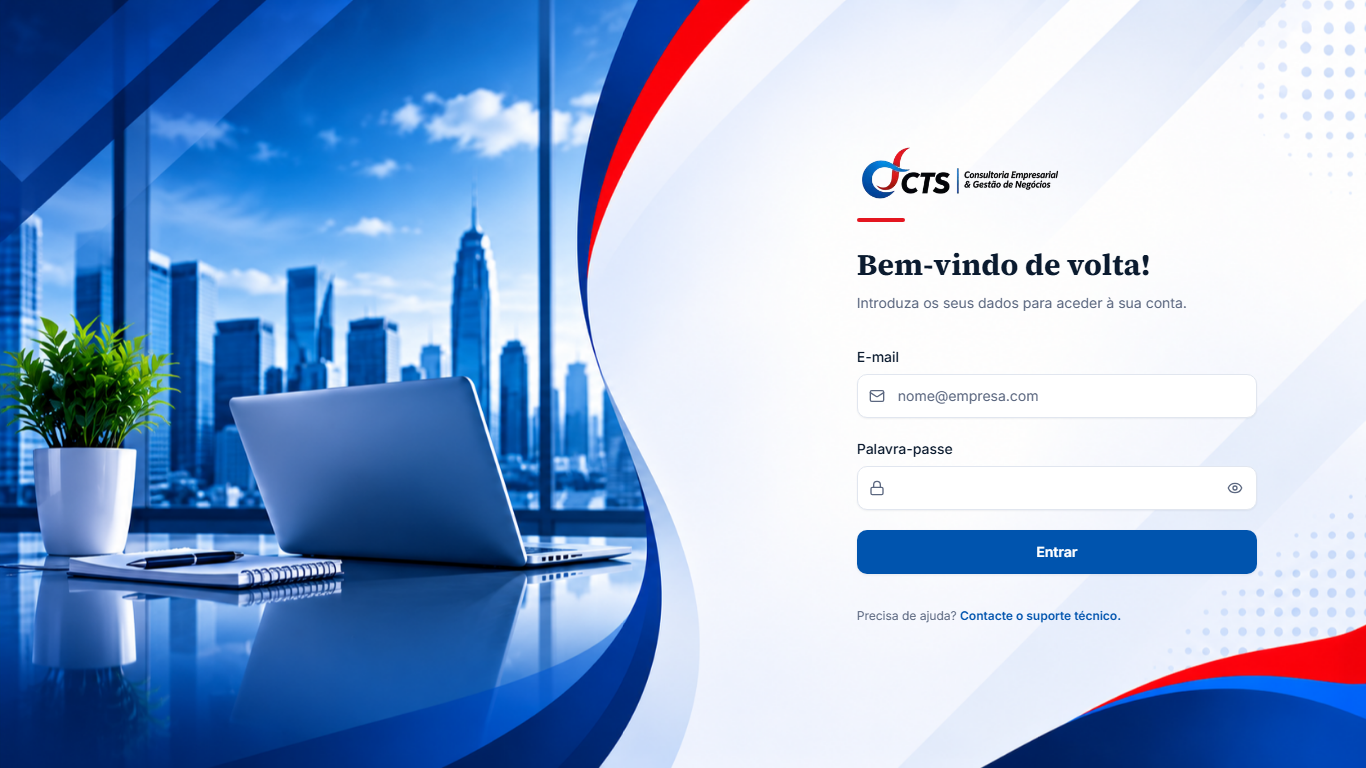 CTS
Consultoria Empresarial
& Gestão de Negócios
Bem-vindo de volta!
Introduza os seus dados para aceder à sua conta.
E-mail
nome@empresa.com
Palavra-passe
Entrar
Precisa de ajuda? Contacte o suporte técnico.